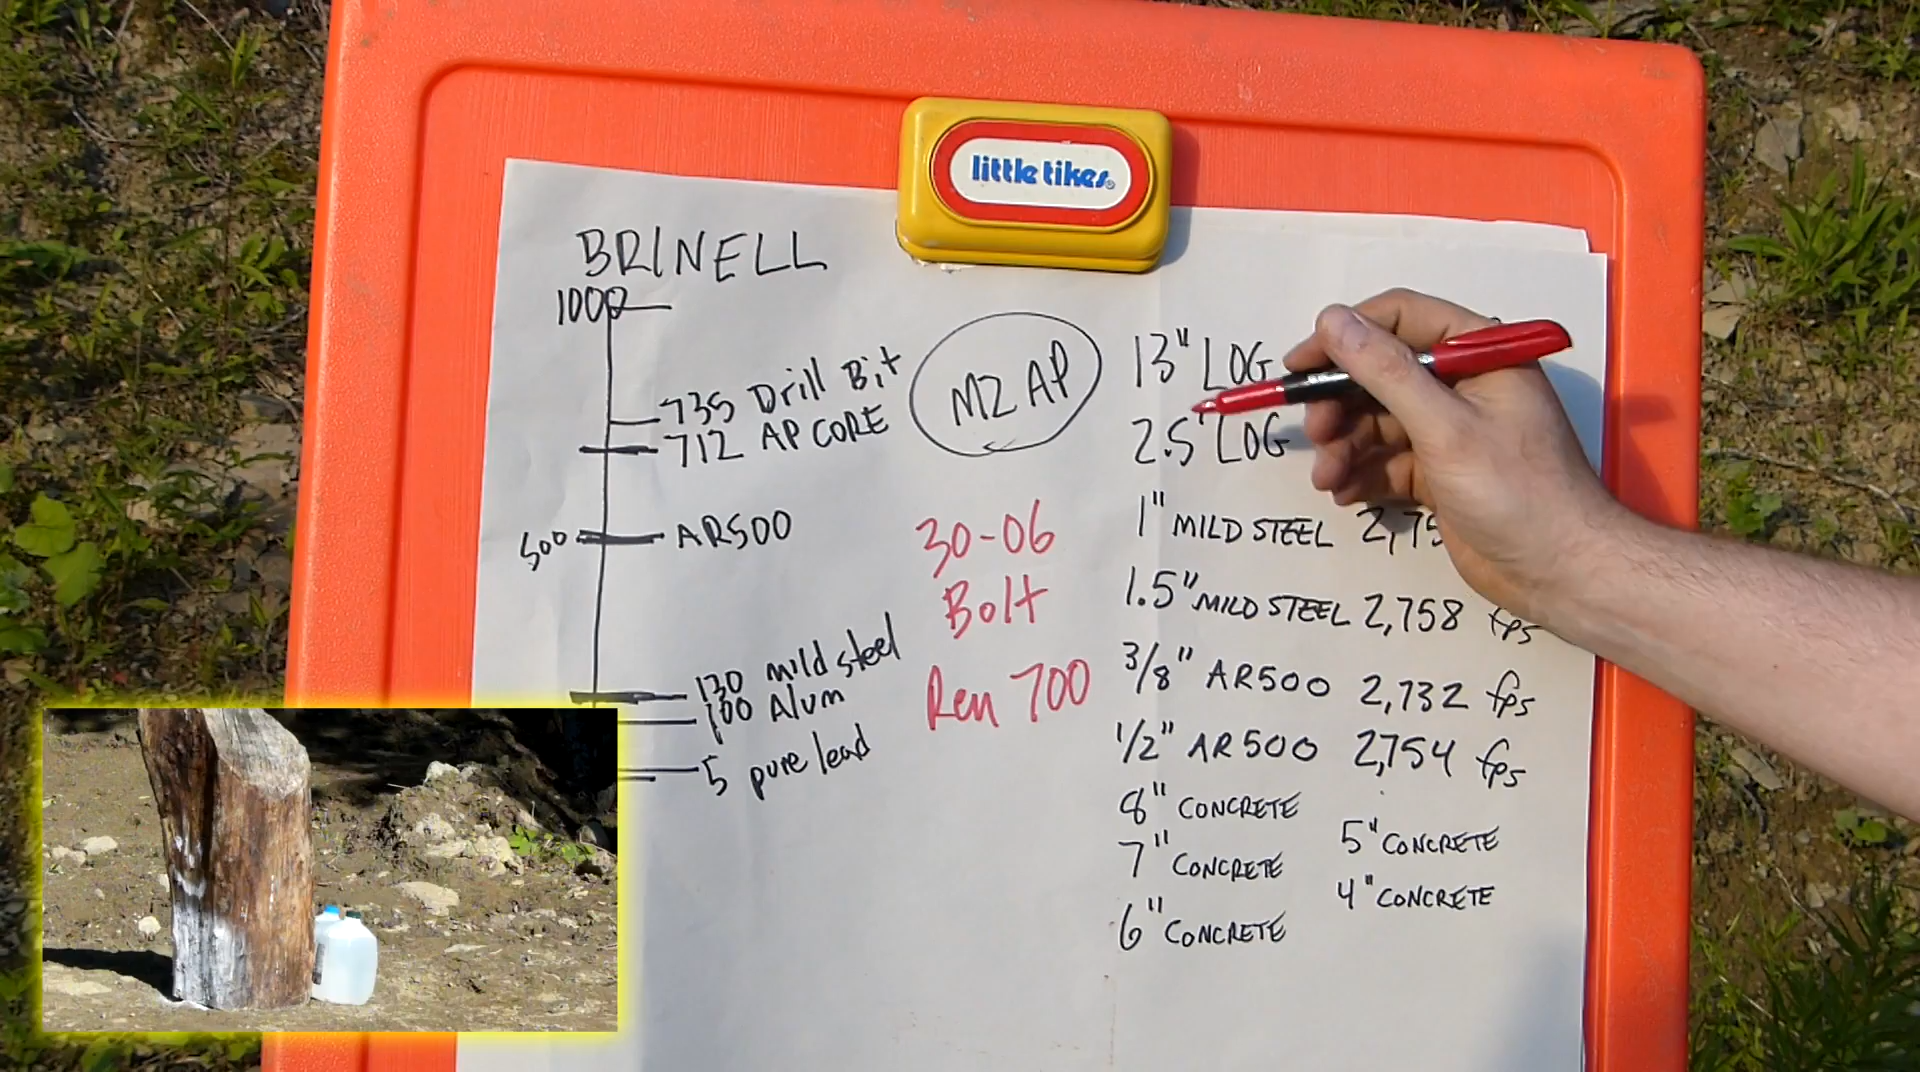 little tikes®
BRINELL
1000
735 Drill Bit
712 AP CORE
500 AR500
130 mild steel
100 Alum
5 pure lead
M2 AP
30-06
Bolt
Rem 700
13" LOG
2.5' LOG
1" MILD STEEL 2,75
1.5" MILD STEEL 2,758 fps
3/8" AR500 2,732 fps
1/2" AR500 2,754 fps
8" CONCRETE
7" CONCRETE
6" CONCRETE
5" CONCRETE
4" CONCRETE